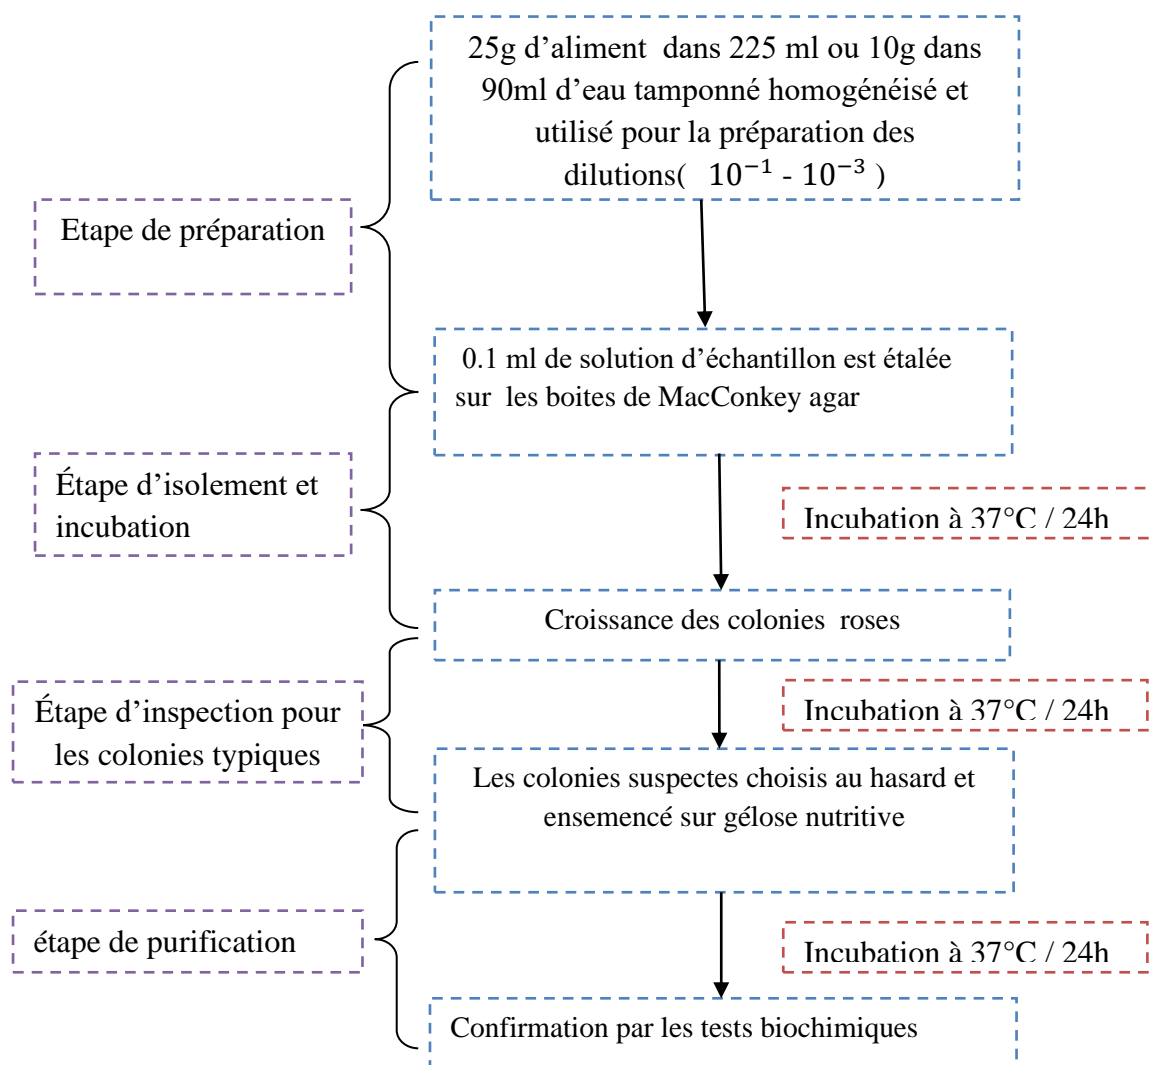 25g d’aliment dans 225 ml ou 10g dans
90ml d’eau tamponné homogénéisé et
utilisé pour la préparation des
dilutions( 10⁻¹ - 10⁻³ )
Etape de préparation
0.1 ml de solution d’échantillon est étalée
sur les boites de MacConkey agar
Étape d’isolement et
incubation
Incubation à 37°C / 24h
Croissance des colonies roses
Étape d’inspection pour
les colonies typiques
Incubation à 37°C / 24h
Les colonies suspectes choisis au hasard et
ensemencé sur gélose nutritive
étape de purification
Incubation à 37°C / 24h
Confirmation par les tests biochimiques